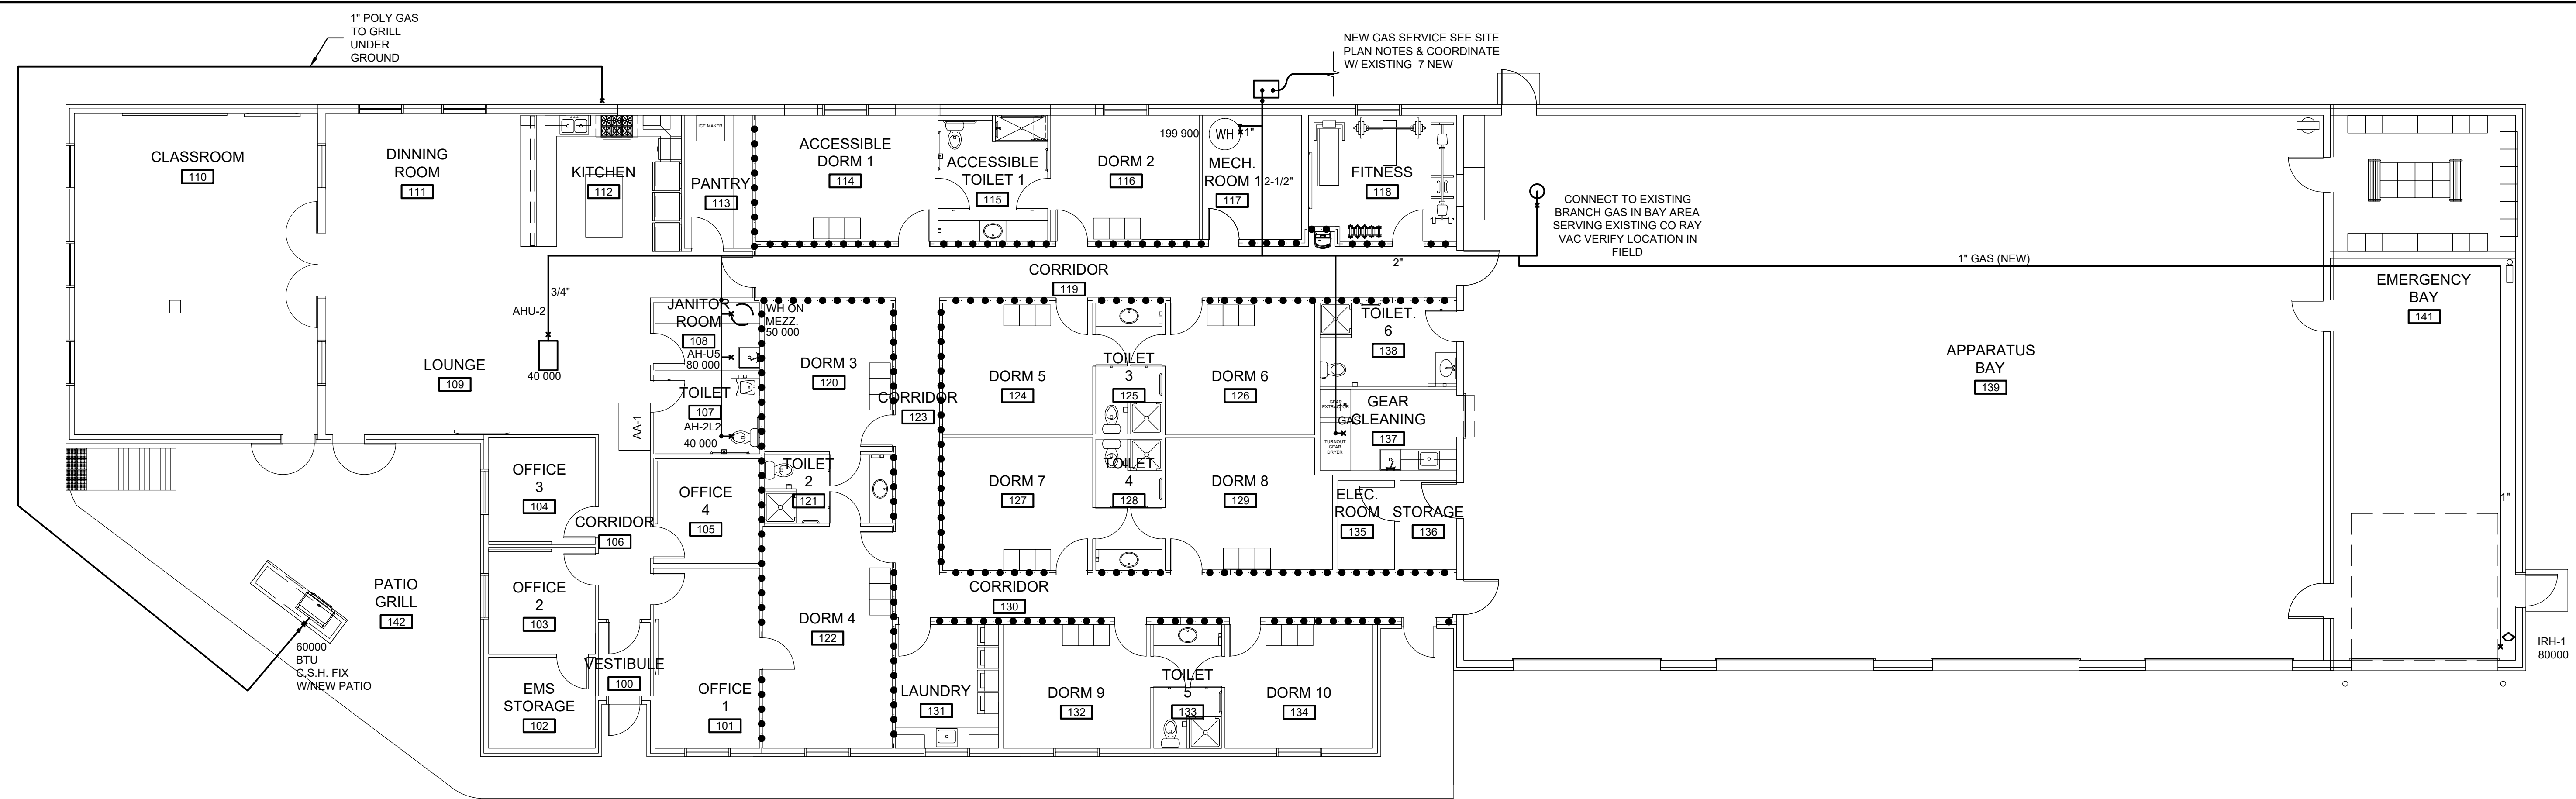 1" POLY GAS
TO GRILL
UNDER
GROUND
NEW GAS SERVICE SEE SITE
PLAN NOTES & COORDINATE
W/ EXISTING 7 NEW
CLASSROOM
110
DINNING
ROOM
111
KITCHEN
112
ICE MAKER
PANTRY
113
ACCESSIBLE
DORM 1
114
ACCESSIBLE
TOILET 1
115
DORM 2
116
199 900
WH
1"
MECH.
ROOM 1
117
2-1/2"
FITNESS
118
CONNECT TO EXISTING
BRANCH GAS IN BAY AREA
SERVING EXISTING CO RAY
VAC VERIFY LOCATION IN
FIELD
2"
1" GAS (NEW)
CORRIDOR
119
EMERGENCY
BAY
141
3/4"
AHU-2
40 000
LOUNGE
109
JANITOR
ROOM
108
WH ON
MEZZ.
50 000
AH-U5
80 000
TOILET
107
AH-2L2
40 000
AA-1
DORM 3
120
CORRIDOR
123
DORM 5
124
TOILET
3
125
DORM 6
126
TOILET.
6
138
GEAR
EXTRACTOR
1"
GAS
TURNOUT
GEAR
DRYER
GEAR
CLEANING
137
APPARATUS
BAY
139
OFFICE
3
104
OFFICE
4
105
TOILET
2
121
DORM 7
127
TOILET
4
128
DORM 8
129
ELEC.
ROOM
135
STORAGE
136
1"
CORRIDOR
106
PATIO
GRILL
142
OFFICE
2
103
DORM 4
122
CORRIDOR
130
60000
BTU
C.S.H. FIX
W/NEW PATIO
VESTIBULE
100
EMS
STORAGE
102
OFFICE
1
101
LAUNDRY
131
DORM 9
132
TOILET
5
133
DORM 10
134
IRH-1
80000